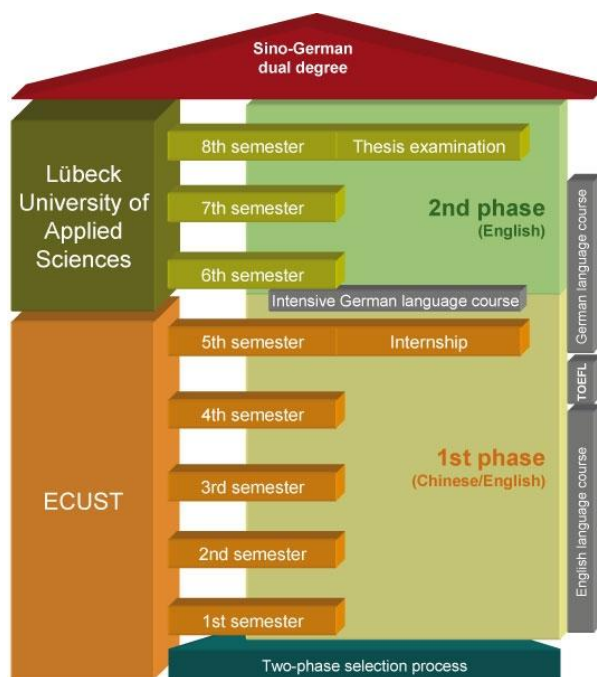 Sino-German
dual degree
Lübeck
University of
Applied
Sciences
8th semester
Thesis examination
7th semester
2nd phase
(English)
6th semester
Intensive German language course
German language course
5th semester
Internship
TOEFL
4th semester
ECUST
1st phase
(Chinese/English)
3rd semester
2nd semester
English language course
1st semester
Two-phase selection process